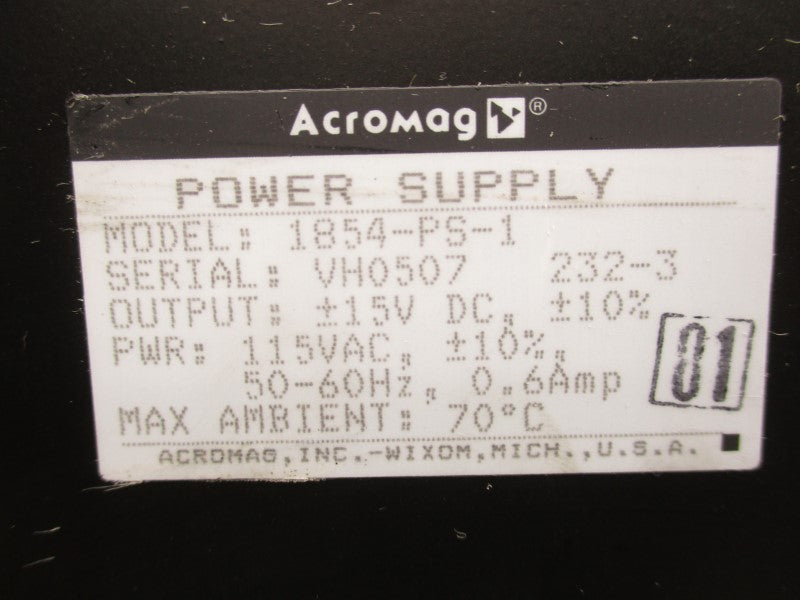 Acromag ®
POWER SUPPLY
MODEL: 1854-PS-1
SERIAL: VH0507 232-3
OUTPUT: ±15V DC, ±10%
PWR: 115VAC, ±10%,
50-60Hz, 0.6Amp
81
MAX AMBIENT: 70°C
ACROMAG,INC.-WIXOM,MICH.,U.S.A.